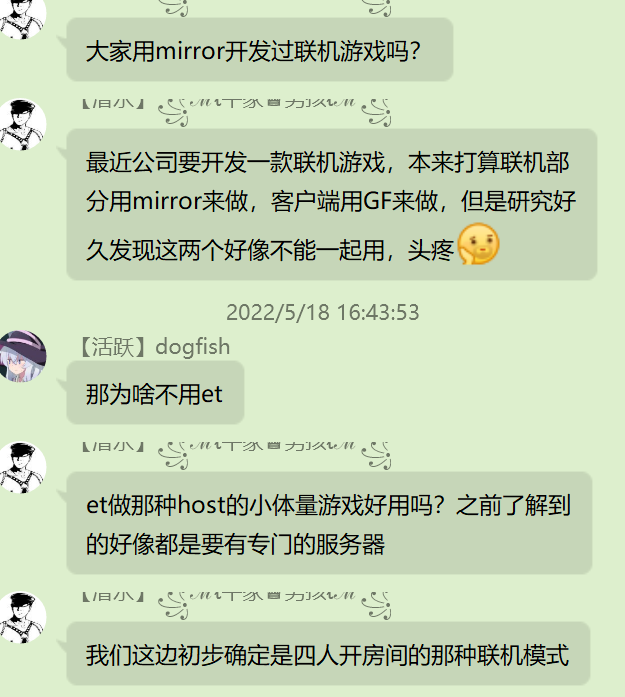 大家用mirror开发过联机游戏吗？
最近公司要开发一款联机游戏，本来打算联机部
分用mirror来做，客户端用GF来做，但是研究好
久发现这两个好像不能一起用，头疼
2022/5/18 16:43:53
【活跃】dogfish
那为啥不用et
et做那种host的小体量游戏好用吗？之前了解到
的好像都是要有专门的服务器
我们这边初步确定是四人开房间的那种联机模式